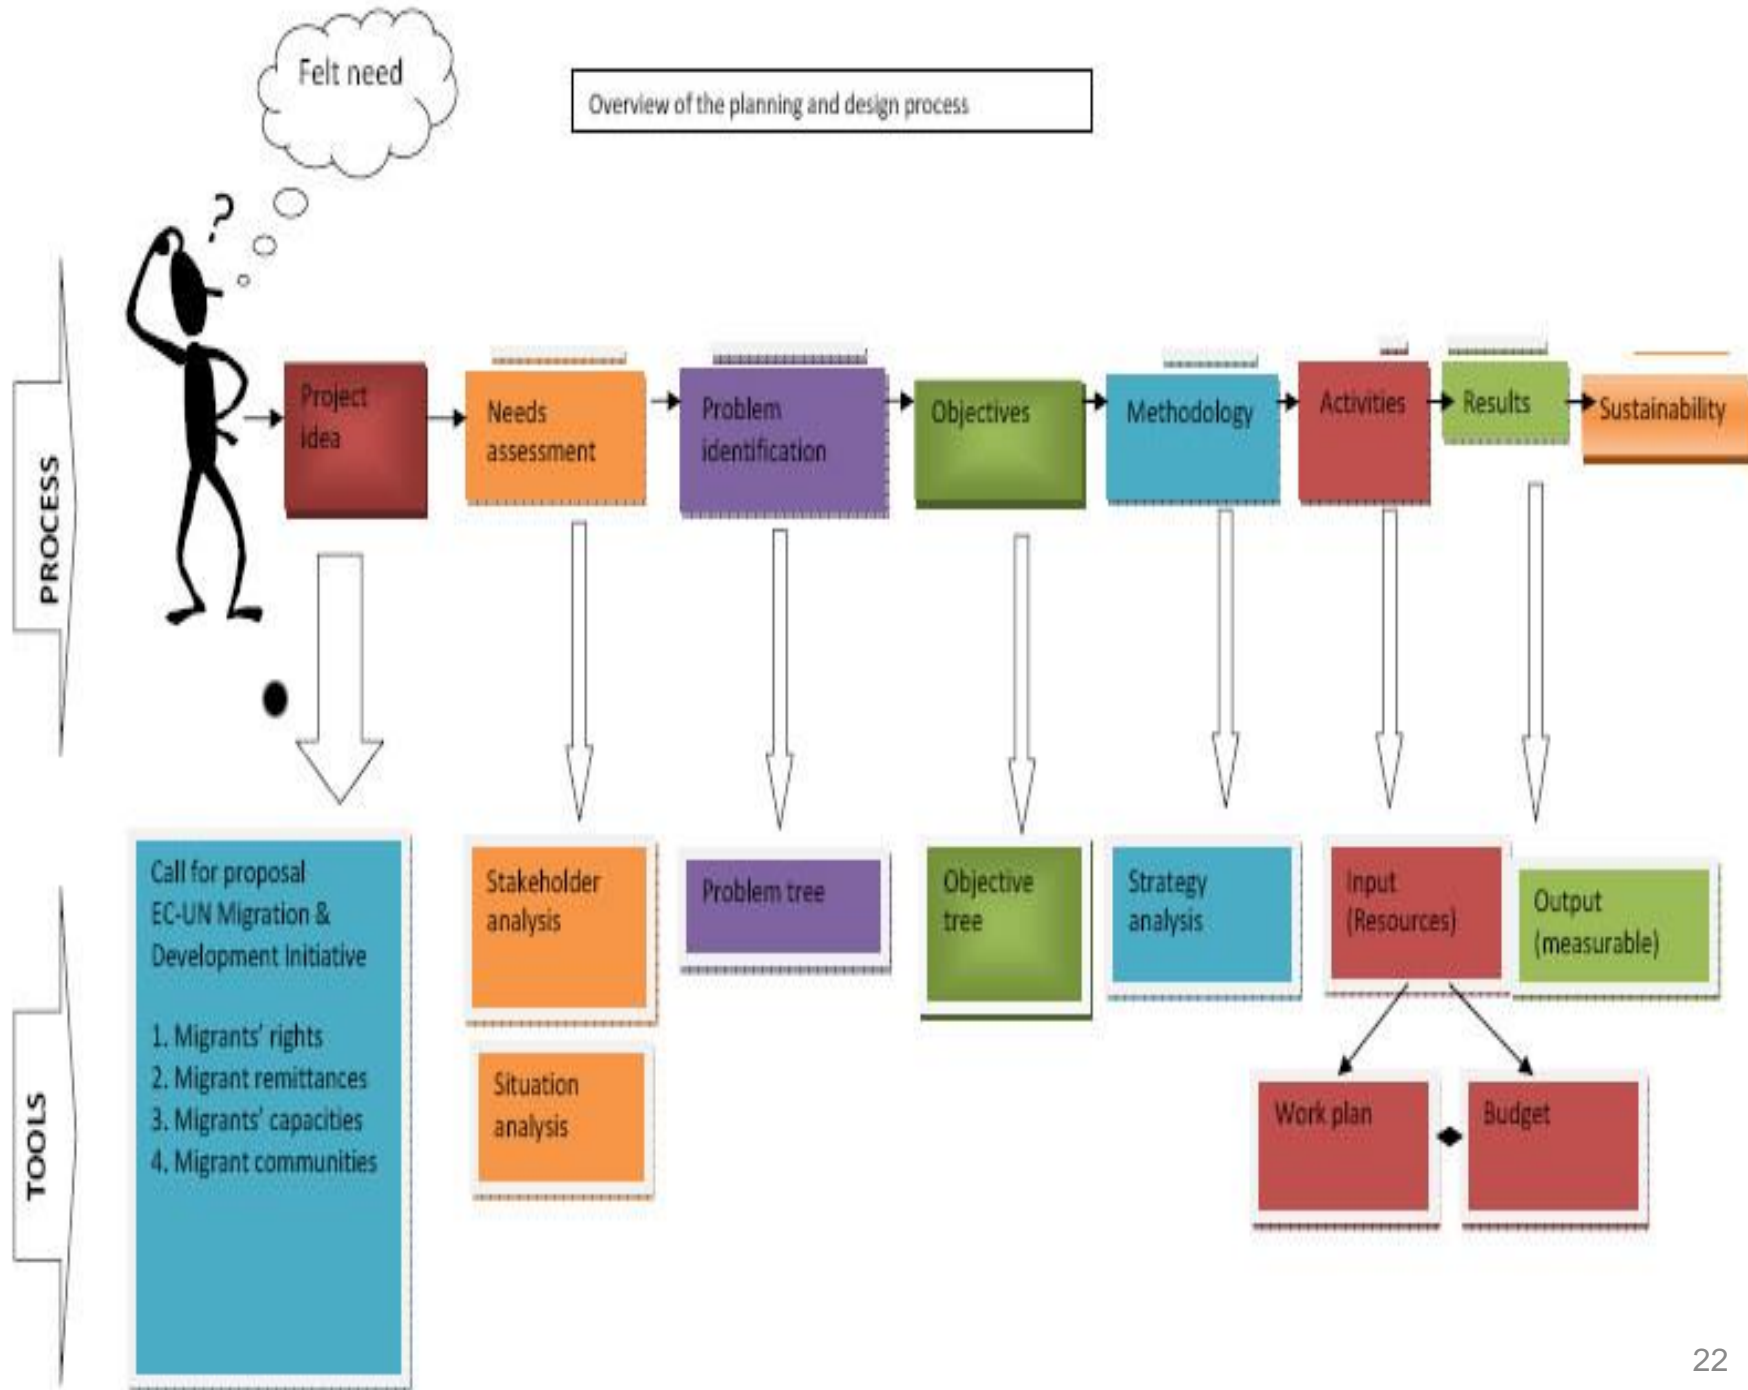 Felt need
Overview of the planning and design process
?
PROCESS
Project
idea
Needs
assessment
Problem
identification
Objectives
Methodology
Activities
Results
Sustainability
TOOLS
Call for proposal
EC-UN Migration &
Development Initiative
1. Migrants' rights
2. Migrant remittances
3. Migrants' capacities
4. Migrant communities
Stakeholder
analysis
Situation
analysis
Problem tree
Objective
tree
Strategy
analysis
Input
(Resources)
Output
(measurable)
Work plan
Budget
22